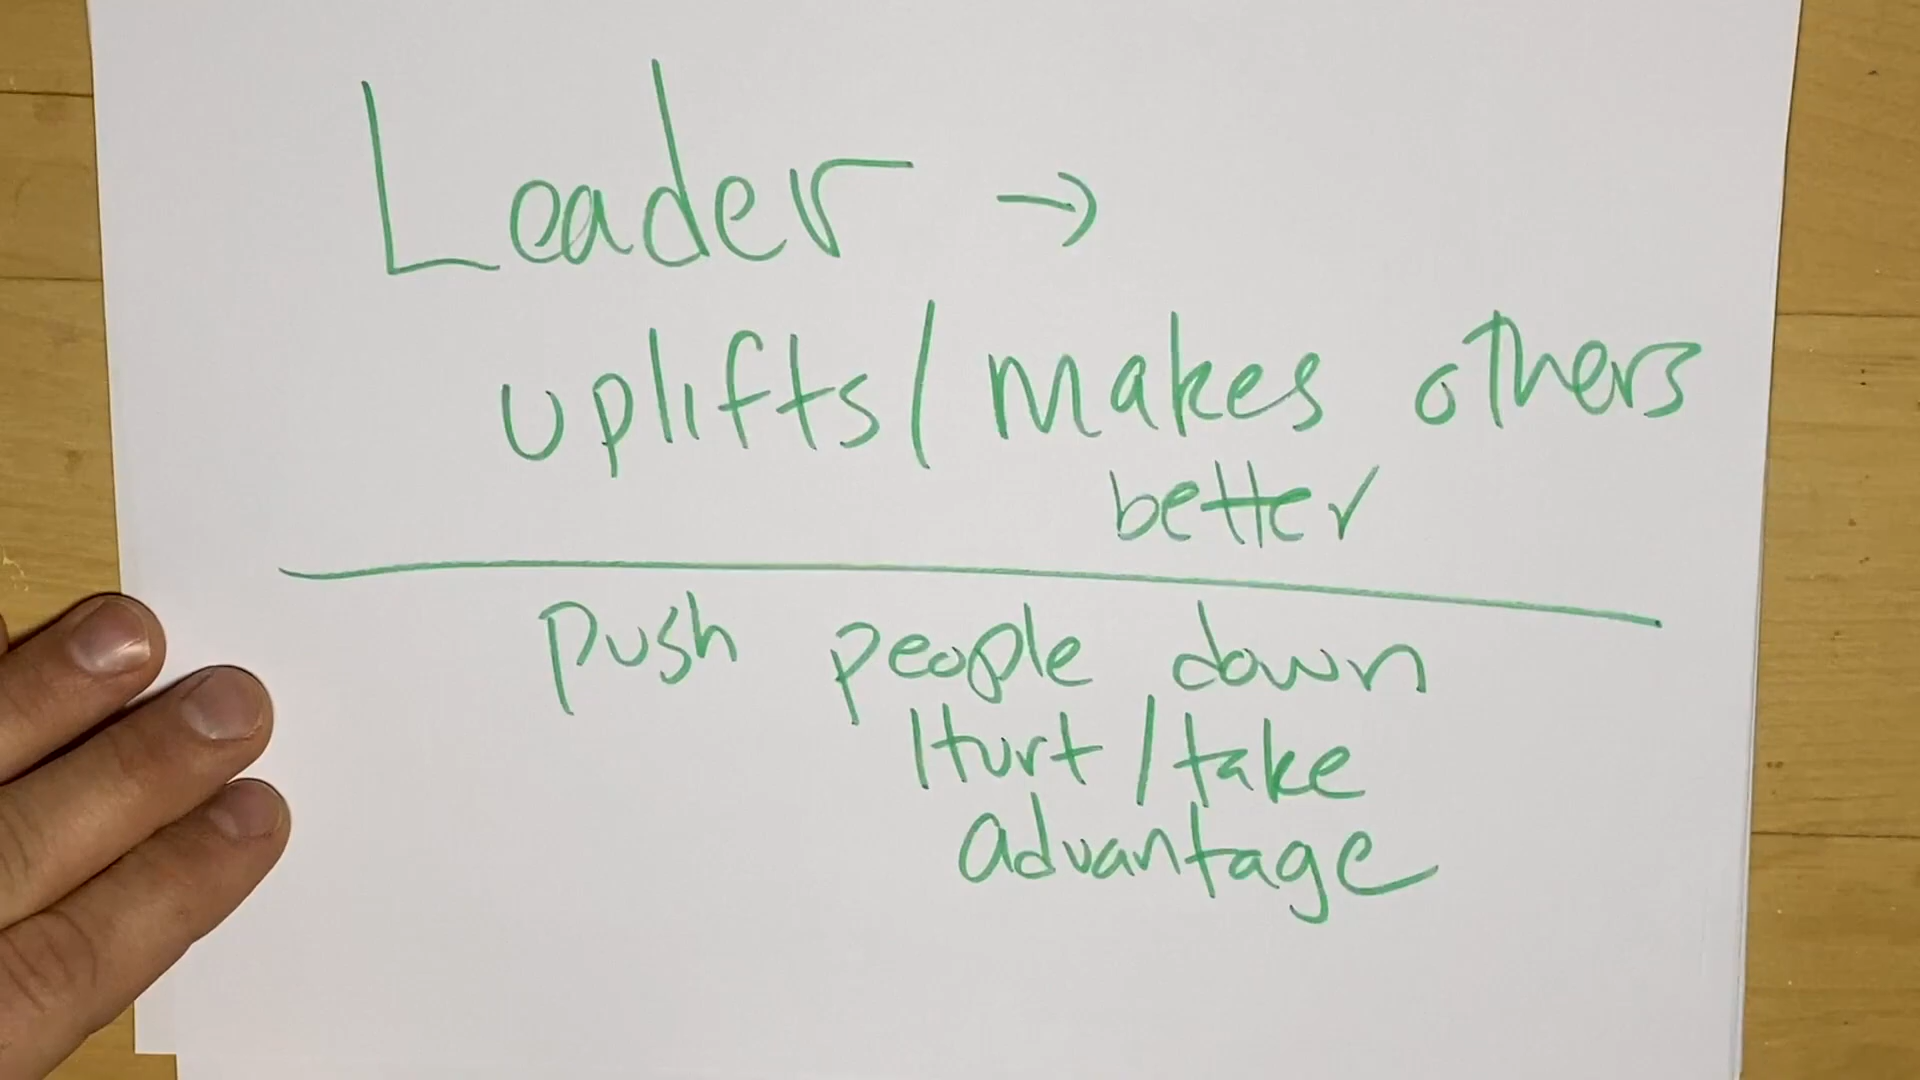 Leader →
uplifts/makes others
better
push people down
Hurt/take
advantage